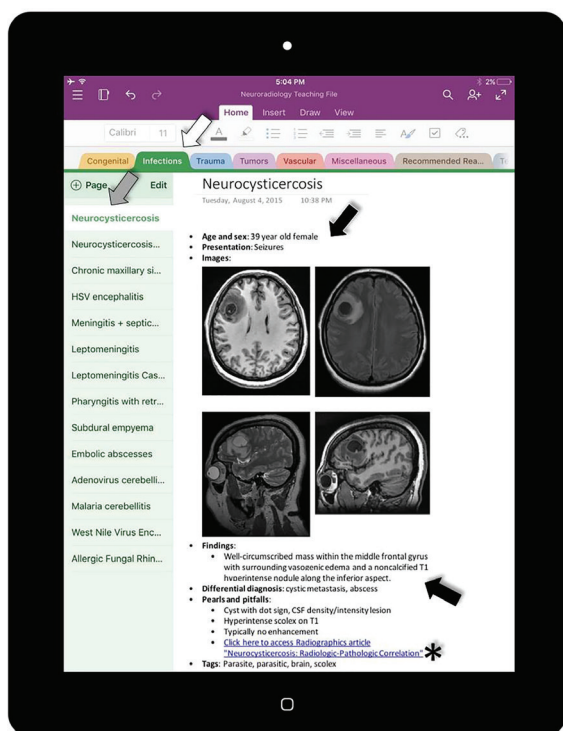 5:04 PM
2%
Neuroradiology Teaching File
Home Insert Draw View
Calibri 11 A
Congenital Infections Trauma Tumors Vascular Miscellaneous Recommended Rea...
Page Edit
Neurocysticercosis
Neurocysticercosis...
Chronic maxillary si...
HSV encephalitis
Meningitis + septic...
Leptomeningitis
Leptomeningitis Cas...
Pharyngitis with retr...
Subdural empyema
Embolic abscesses
Adenovirus cerebelli...
Malaria cerebellitis
West Nile Virus Enc...
Allergic Fungal Rhin...
Neurocysticercosis
Tuesday, August 4, 2015 10:38 PM
• Age and sex: 39 year old female
• Presentation: Seizures
• Images:
• Findings:
• Well-circumscribed mass within the middle frontal gyrus
with surrounding vasogenic edema and a noncalcified T1
hyperintense nodule along the inferior aspect.
• Differential diagnosis: cystic metastasis, abscess
• Pearls and pitfalls:
• Cyst with dot sign, CSF density/intensity lesion
• Hyperintense scolex on T1
• Typically no enhancement
• Click here to access Radiographics article
"Neurocysticercosis: Radiologic-Pathologic Correlation" *
• Tags: Parasite, parasitic, brain, scolex